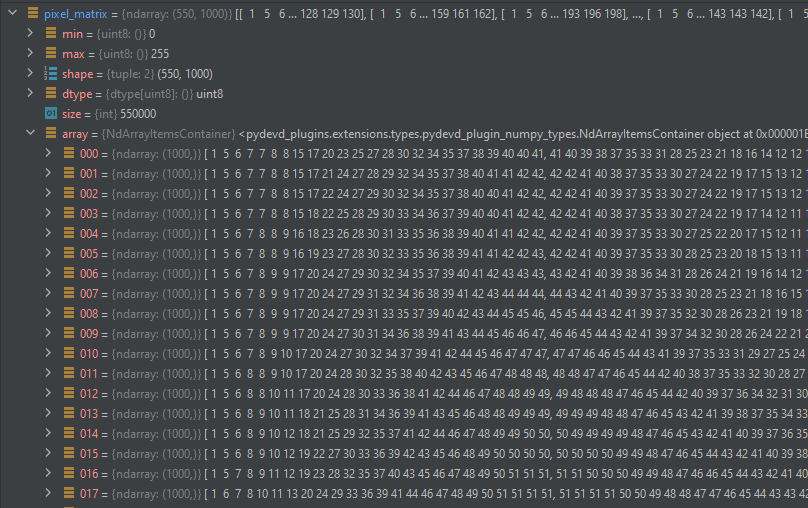 pixel_matrix = {ndarray: (550, 1000)} [[ 1 5 6 ... 128 129 130], [ 1 5 6 ... 159 161 162], [ 1 5 6 ... 193 196 198], ..., [ 1 5 6 ... 143 143 142], [ 1 5
min = {uint8: ()} 0
max = {uint8: ()} 255
shape = {tuple: 2} (550, 1000)
dtype = {dtype[uint8]: ()} uint8
size = {int} 550000
array = {NdArrayItemsContainer} <pydevd_plugins.extensions.types.pydevd_plugin_numpy_types.NdArrayItemsContainer object at 0x000001E
000 = {ndarray: (1000,)} [ 1 5 6 7 7 8 8 15 17 20 23 25 27 28 30 32 34 35 37 38 39 40 40 41, 41 40 39 38 37 35 33 31 28 25 23 21 18 16 14 12 12 1
001 = {ndarray: (1000,)} [ 1 5 6 7 7 8 8 15 17 21 24 27 28 29 32 34 35 37 38 40 41 41 42 42, 42 42 41 40 38 37 35 33 30 27 24 22 19 17 15 13 12
002 = {ndarray: (1000,)} [ 1 5 6 7 7 8 8 15 17 22 24 27 29 30 32 34 35 37 38 40 40 41 42 42, 42 42 41 40 39 37 35 33 30 27 24 22 19 17 15 13 12
003 = {ndarray: (1000,)} [ 1 5 6 7 7 8 8 15 18 22 25 28 29 30 33 34 36 37 39 40 40 41 42 42, 42 42 41 40 38 37 35 33 30 27 24 22 19 17 14 12 11
004 = {ndarray: (1000,)} [ 1 5 6 7 8 8 9 16 18 23 26 28 30 31 33 35 36 38 39 40 41 41 42 42, 42 42 41 40 39 37 35 33 30 27 25 22 20 17 15 12 11
005 = {ndarray: (1000,)} [ 1 5 6 7 8 8 9 16 19 23 27 28 30 32 33 35 36 38 39 41 41 42 42 43, 42 42 41 40 39 37 35 33 30 28 25 23 20 18 15 13 11
006 = {ndarray: (1000,)} [ 1 5 6 7 8 9 9 17 20 24 27 29 30 32 34 35 37 39 40 41 42 43 43 43, 43 42 41 40 39 38 36 34 31 28 26 24 21 19 16 14 12
007 = {ndarray: (1000,)} [ 1 5 6 7 8 9 9 17 20 24 27 29 31 32 34 36 38 39 41 42 43 44 44 44, 44 43 42 41 40 39 37 35 33 30 28 25 23 21 18 16 15
008 = {ndarray: (1000,)} [ 1 5 6 7 8 9 9 17 20 24 27 29 31 33 35 37 39 40 42 43 44 45 45 46, 45 45 44 43 42 41 39 37 35 32 30 28 26 23 21 19 18
009 = {ndarray: (1000,)} [ 1 5 6 7 8 9 9 17 20 24 27 30 31 34 36 38 39 41 43 44 45 46 46 47, 46 46 45 44 43 42 41 39 37 34 32 30 28 26 24 22 21
010 = {ndarray: (1000,)} [ 1 5 6 7 8 9 10 17 20 24 27 30 32 34 37 39 41 42 44 45 46 47 47 47, 47 47 46 46 45 44 43 41 39 37 35 33 31 29 27 25 24
011 = {ndarray: (1000,)} [ 1 5 6 8 8 9 10 17 20 24 28 30 32 35 38 40 42 43 45 46 47 48 48 48, 48 48 47 47 46 45 44 42 40 38 37 35 33 32 30 28 27
012 = {ndarray: (1000,)} [ 1 5 6 8 8 10 11 17 20 24 28 30 33 36 38 41 42 44 46 47 48 48 49 49, 49 49 48 48 47 46 45 44 42 40 39 37 36 34 32 31 30
013 = {ndarray: (1000,)} [ 1 5 6 8 9 10 11 18 21 25 28 31 34 36 39 41 43 45 46 48 48 49 49 49, 49 49 49 48 47 46 45 43 42 41 39 38 37 35 34 33
014 = {ndarray: (1000,)} [ 1 5 6 8 9 10 12 18 21 25 29 32 35 37 41 42 44 46 47 48 49 49 50 50, 50 49 49 49 49 48 47 46 45 43 42 41 40 39 37 36 35
015 = {ndarray: (1000,)} [ 1 5 6 8 9 10 12 19 22 27 30 33 36 39 42 43 45 46 48 49 49 50 50 50, 50 50 50 49 49 48 47 46 45 44 43 42 42 41 40 39 38
016 = {ndarray: (1000,)} [ 1 5 7 8 9 11 12 19 23 28 32 35 37 40 43 45 46 47 48 49 50 51 51 51, 51 51 50 50 50 49 49 48 47 46 45 44 43 42 41 40
017 = {ndarray: (1000,)} [ 1 6 7 8 10 11 13 20 24 29 33 36 39 41 44 46 47 48 49 50 51 51 51 51, 51 51 51 51 50 50 49 48 48 47 47 46 45 44 43 43 42